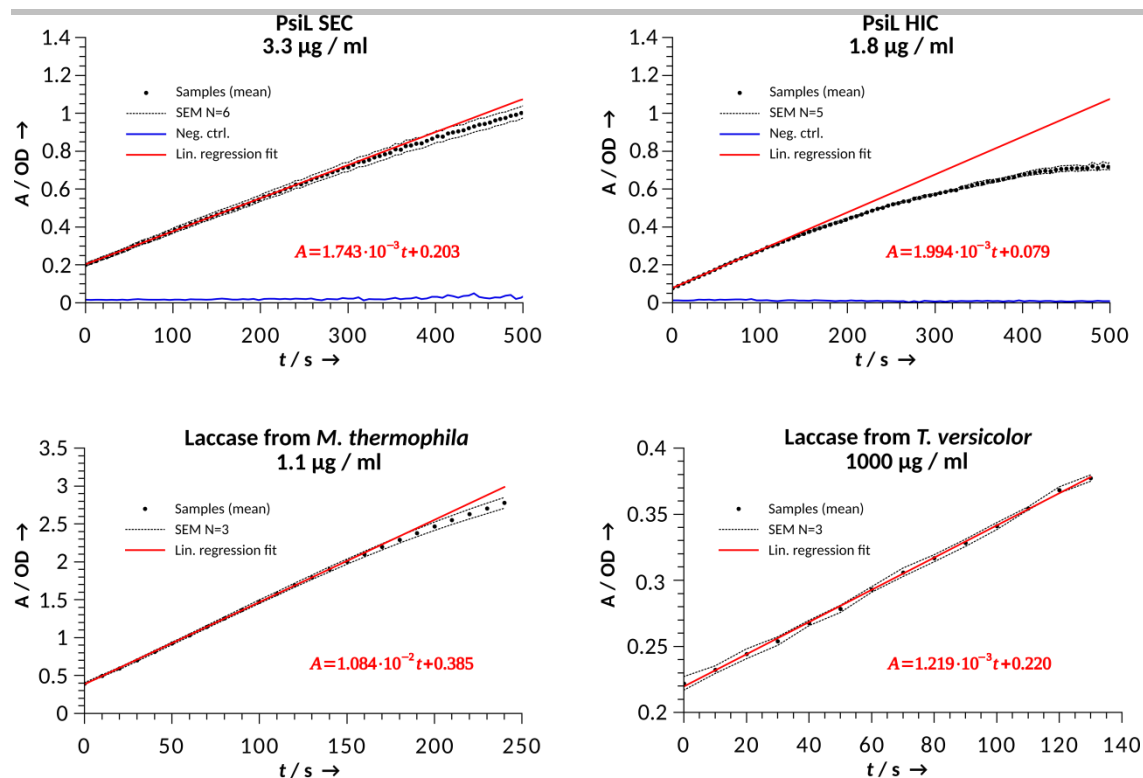 PsiL SEC
3.3 µg / ml
A / OD →
1.4
1.2
1
0.8
0.6
0.4
0.2
0
Samples (mean)
SEM N=6
Neg. ctrl.
Lin. regression fit
A=1.743·10⁻³t+0.203
0 100 200 300 400 500
t / s →
PsiL HIC
1.8 µg / ml
A / OD →
1.4
1.2
1
0.8
0.6
0.4
0.2
0
Samples (mean)
SEM N=5
Neg. ctrl.
Lin. regression fit
A=1.994·10⁻³t+0.079
0 100 200 300 400 500
t / s →
Laccase from M. thermophila
1.1 µg / ml
A / OD →
3.5
3
2.5
2
1.5
1
0.5
0
Samples (mean)
SEM N=3
Lin. regression fit
A=1.084·10⁻²t+0.385
0 50 100 150 200 250
t / s →
Laccase from T. versicolor
1000 µg / ml
A / OD →
0.4
0.35
0.3
0.25
0.2
Samples (mean)
SEM N=3
Lin. regression fit
A=1.219·10⁻³t+0.220
0 20 40 60 80 100 120 140
t / s →